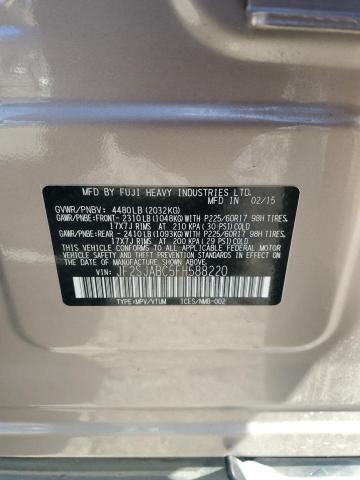 MFD BY FUJI HEAVY INDUSTRIES LTD.
MFD IN 02/15
GVWR/PNBV: 4480LB (2032KG)
GAWR/PNBE:FRONT- 2310LB (1048KG)WITH P225/60R17 98H TIRES,
17X7J RIMS AT 210 KPA ( 30 PSI) COLD
GAWR/PNBE:REAR - 2410LB (1093KG)WITH P225/60R17 98H TIRES,
17X7J RIMS AT 200 KPA ( 29 PSI) COLD
THIS VEHICLE CONFORMS TO ALL APPLICABLE FEDERAL MOTOR
VEHICLE SAFETY, BUMPER, AND THEFT PREVENTION STANDARDS
IN EFFECT ON THE DATE OF MANUFACTURE SHOWN ABOVE.
VIN: JF2SJABC5FH588220
TYPE:MPV/VTUM ICES/NMB-002